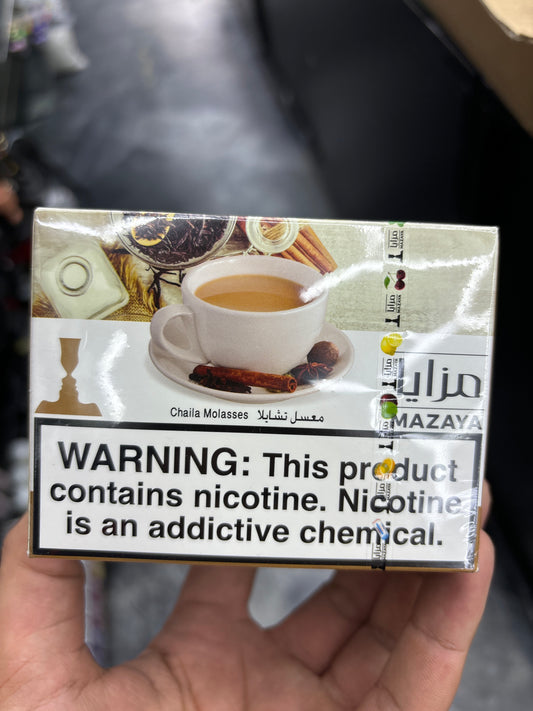 مزايا
MAZAYA
Chaila Molasses معسل تشايلا
WARNING: This product
contains nicotine. Nicotine
is an addictive chemical.